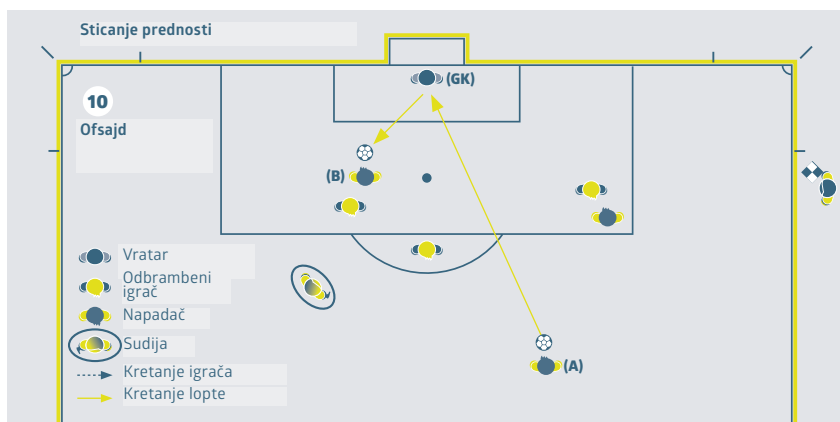 Sticanje prednosti
(GK)
10
Ofsajd
(B)
Vratar
Odbrambeni
igrač
Napadač
Sudija
(A)
Kretanje igrača
Kretanje lopte